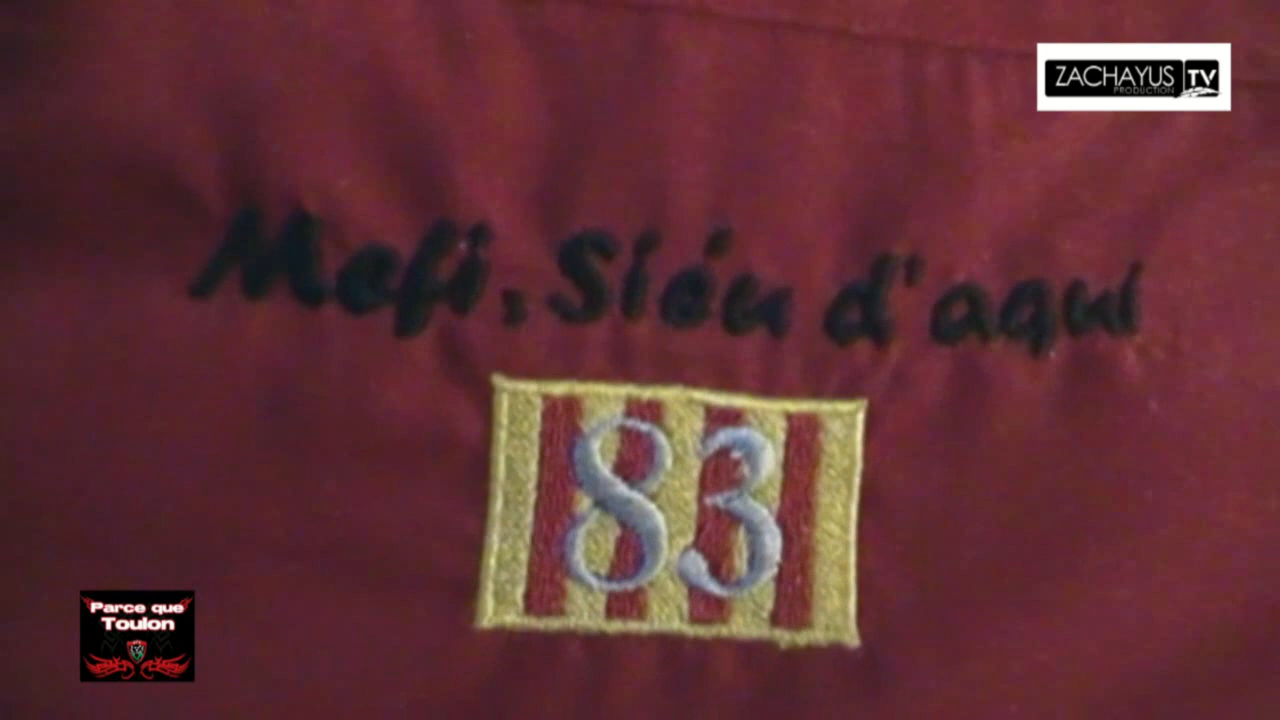 ZACHAYUS TV
PRODUCTION
Mefi, Siéu d'aqui
83
Parce que
Toulon